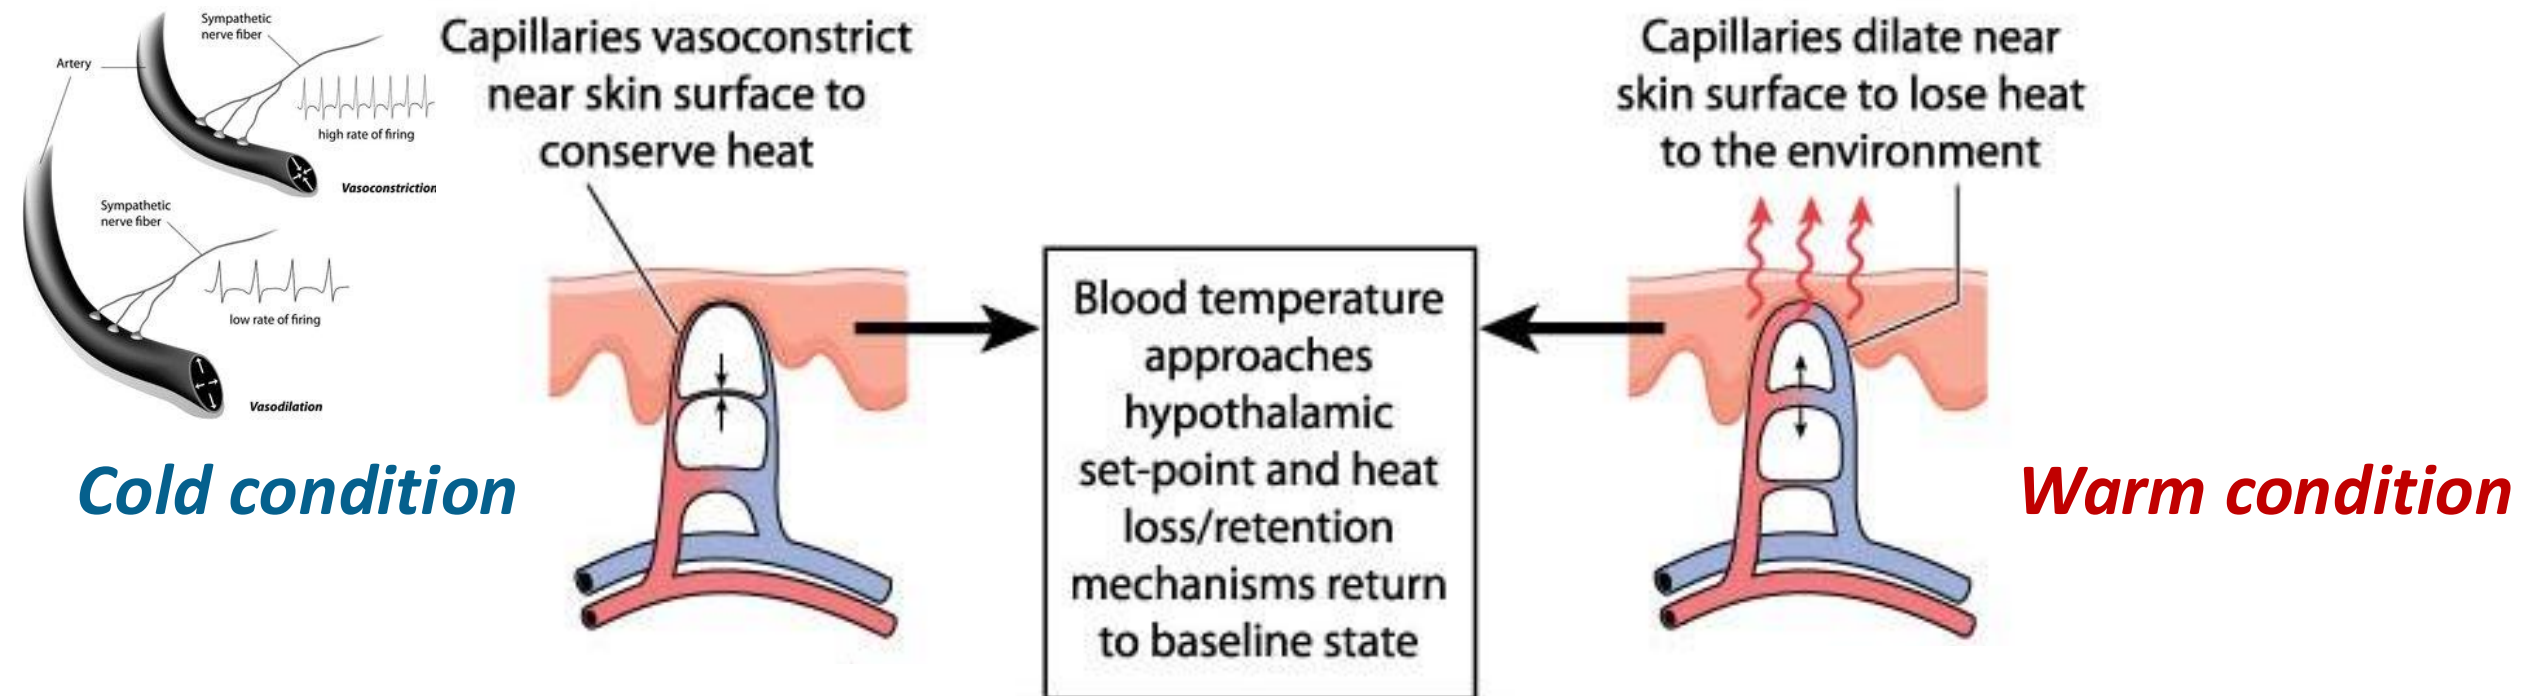 Sympathetic
nerve fiber
Artery
high rate of firing
Vasoconstriction
Sympathetic
nerve fiber
low rate of firing
Vasodilation
Cold condition
Capillaries vasoconstrict
near skin surface to
conserve heat
Blood temperature
approaches
hypothalamic
set-point and heat
loss/retention
mechanisms return
to baseline state
Capillaries dilate near
skin surface to lose heat
to the environment
Warm condition